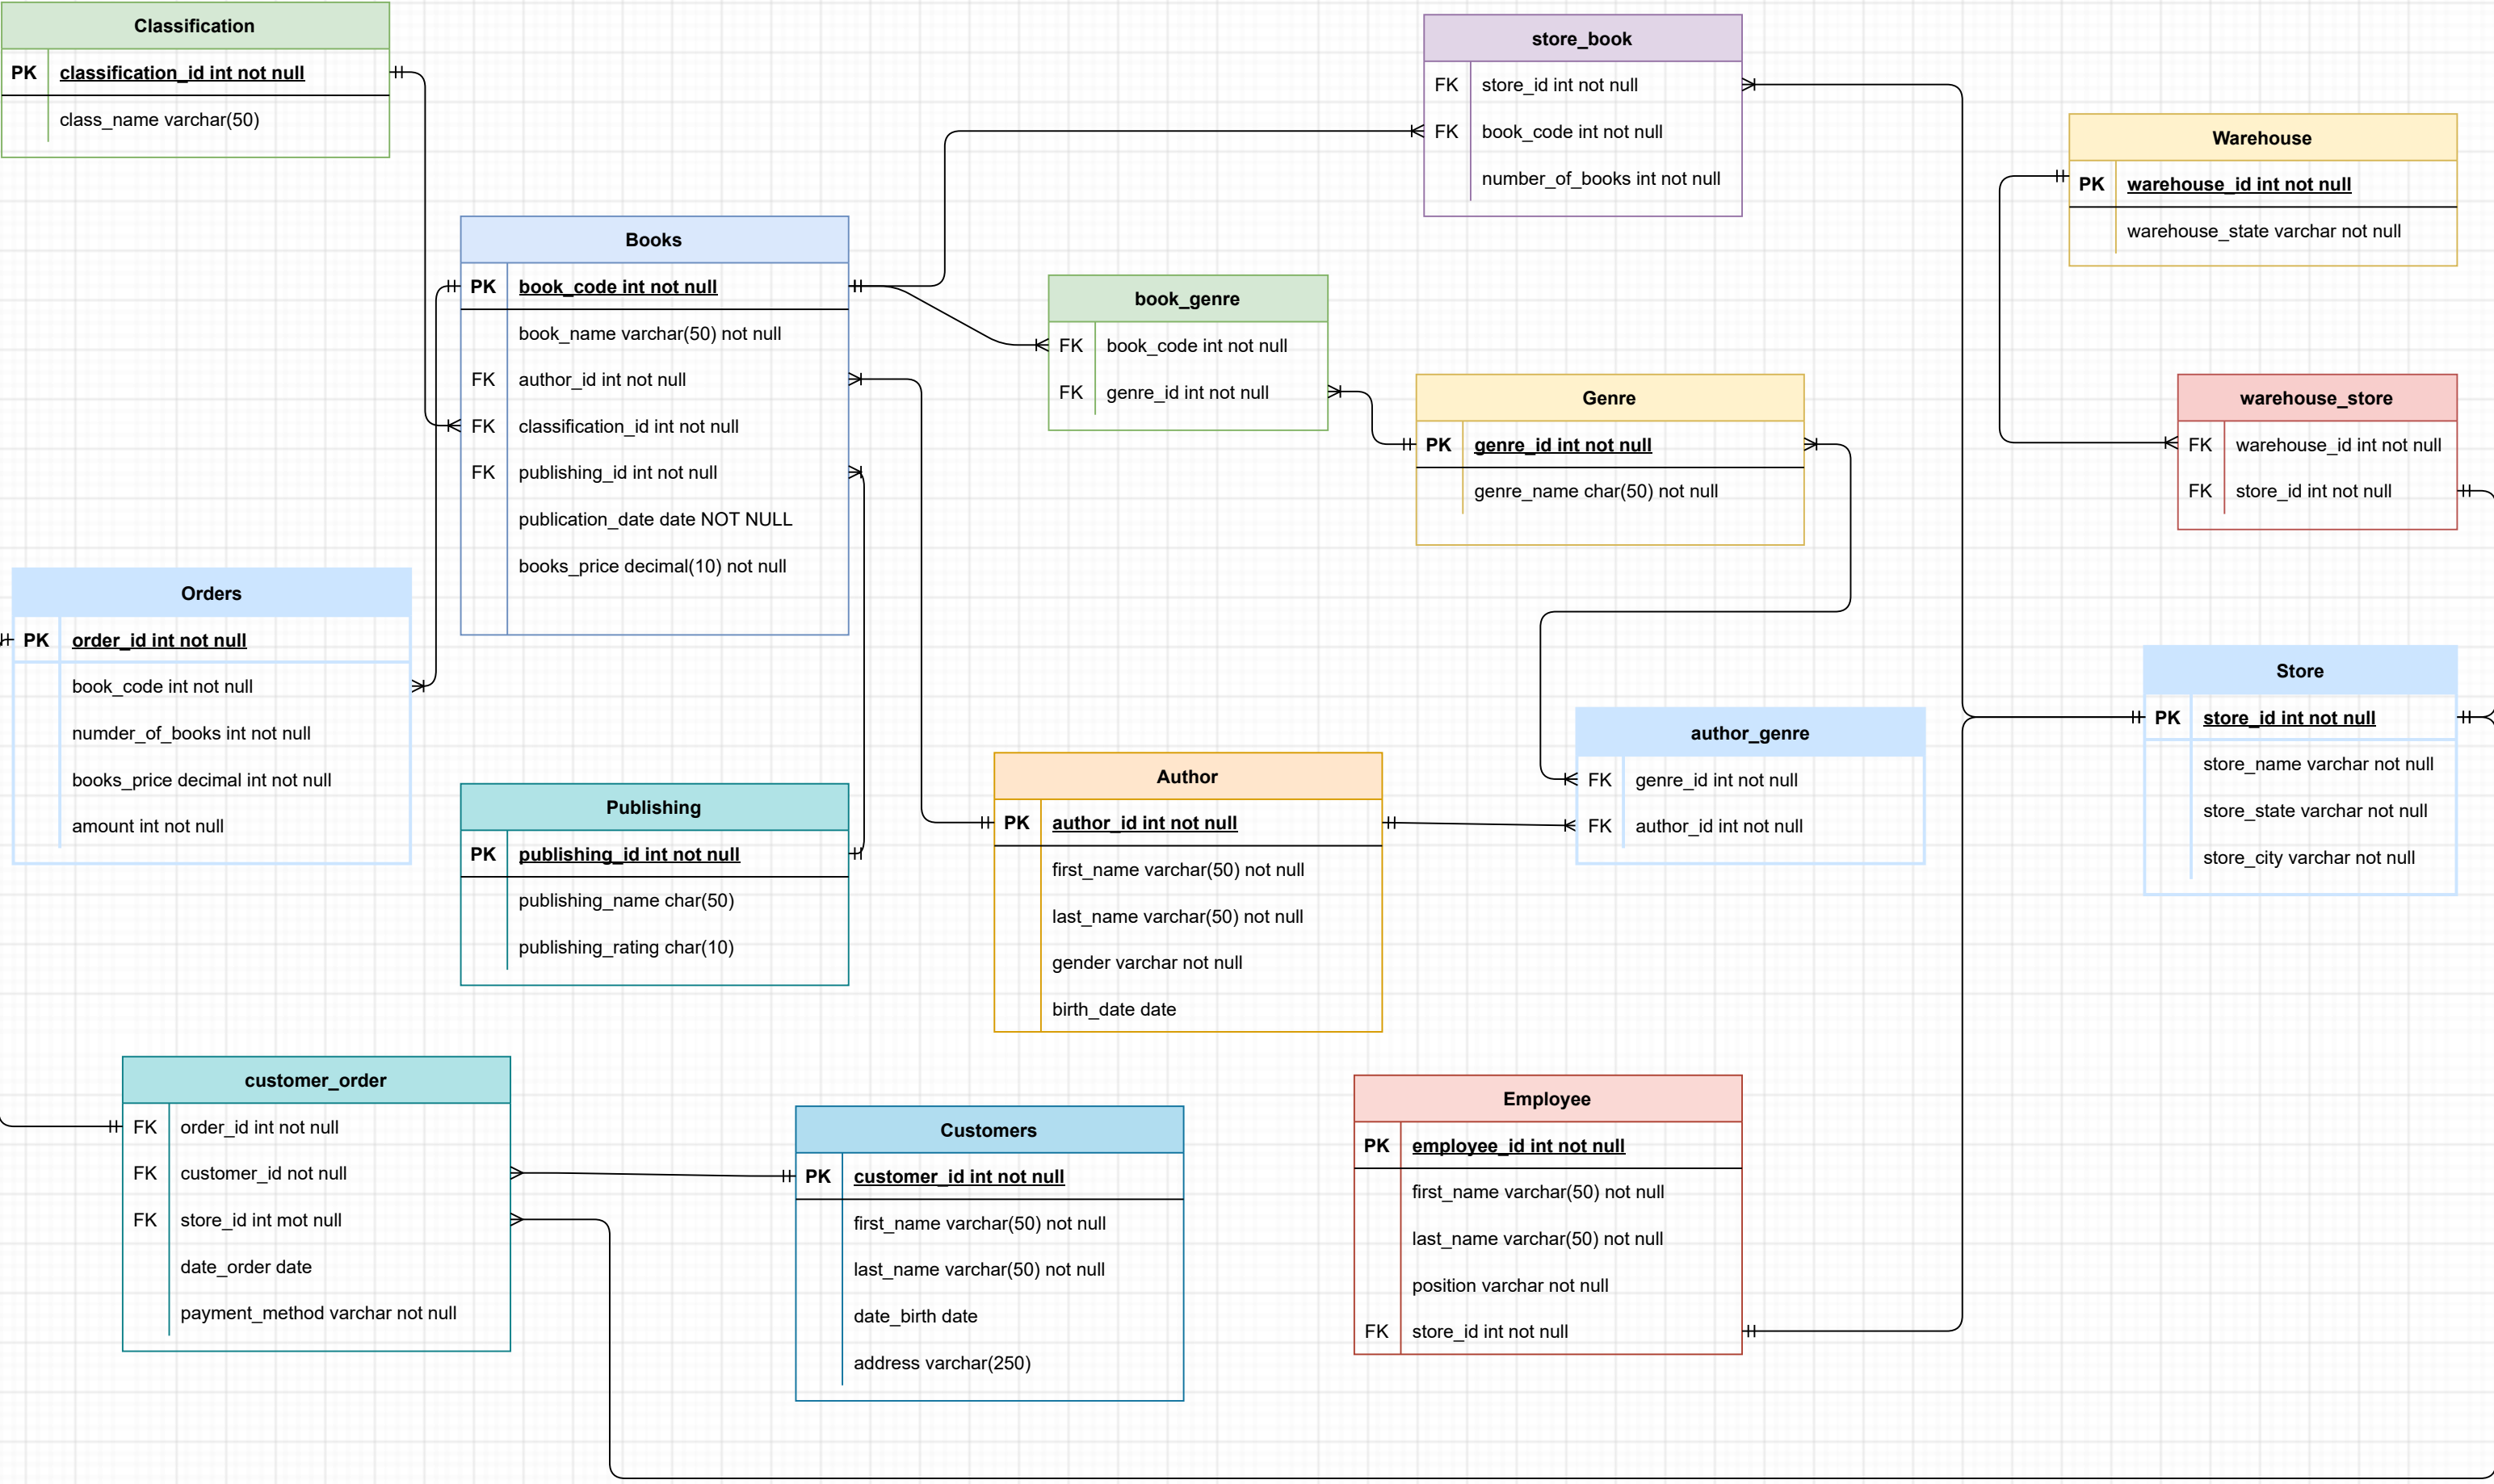 Classification
PK classification_id int not null
class_name varchar(50)
store_book
FK store_id int not null
FK book_code int not null
number_of_books int not null
Warehouse
PK warehouse_id int not null
warehouse_state varchar not null
Books
PK book_code int not null
book_name varchar(50) not null
FK author_id int not null
FK classification_id int not null
FK publishing_id int not null
publication_date date NOT NULL
books_price decimal(10) not null
book_genre
FK book_code int not null
FK genre_id int not null
Genre
PK genre_id int not null
genre_name char(50) not null
warehouse_store
FK warehouse_id int not null
FK store_id int not null
Orders
PK order_id int not null
book_code int not null
numder_of_books int not null
books_price decimal int not null
amount int not null
Publishing
PK publishing_id int not null
publishing_name char(50)
publishing_rating char(10)
Author
PK author_id int not null
first_name varchar(50) not null
last_name varchar(50) not null
gender varchar not null
birth_date date
author_genre
FK genre_id int not null
FK author_id int not null
Store
PK store_id int not null
store_name varchar not null
store_state varchar not null
store_city varchar not null
customer_order
FK order_id int not null
FK customer_id not null
FK store_id int mot null
date_order date
payment_method varchar not null
Customers
PK customer_id int not null
first_name varchar(50) not null
last_name varchar(50) not null
date_birth date
address varchar(250)
Employee
PK employee_id int not null
first_name varchar(50) not null
last_name varchar(50) not null
position varchar not null
FK store_id int not null